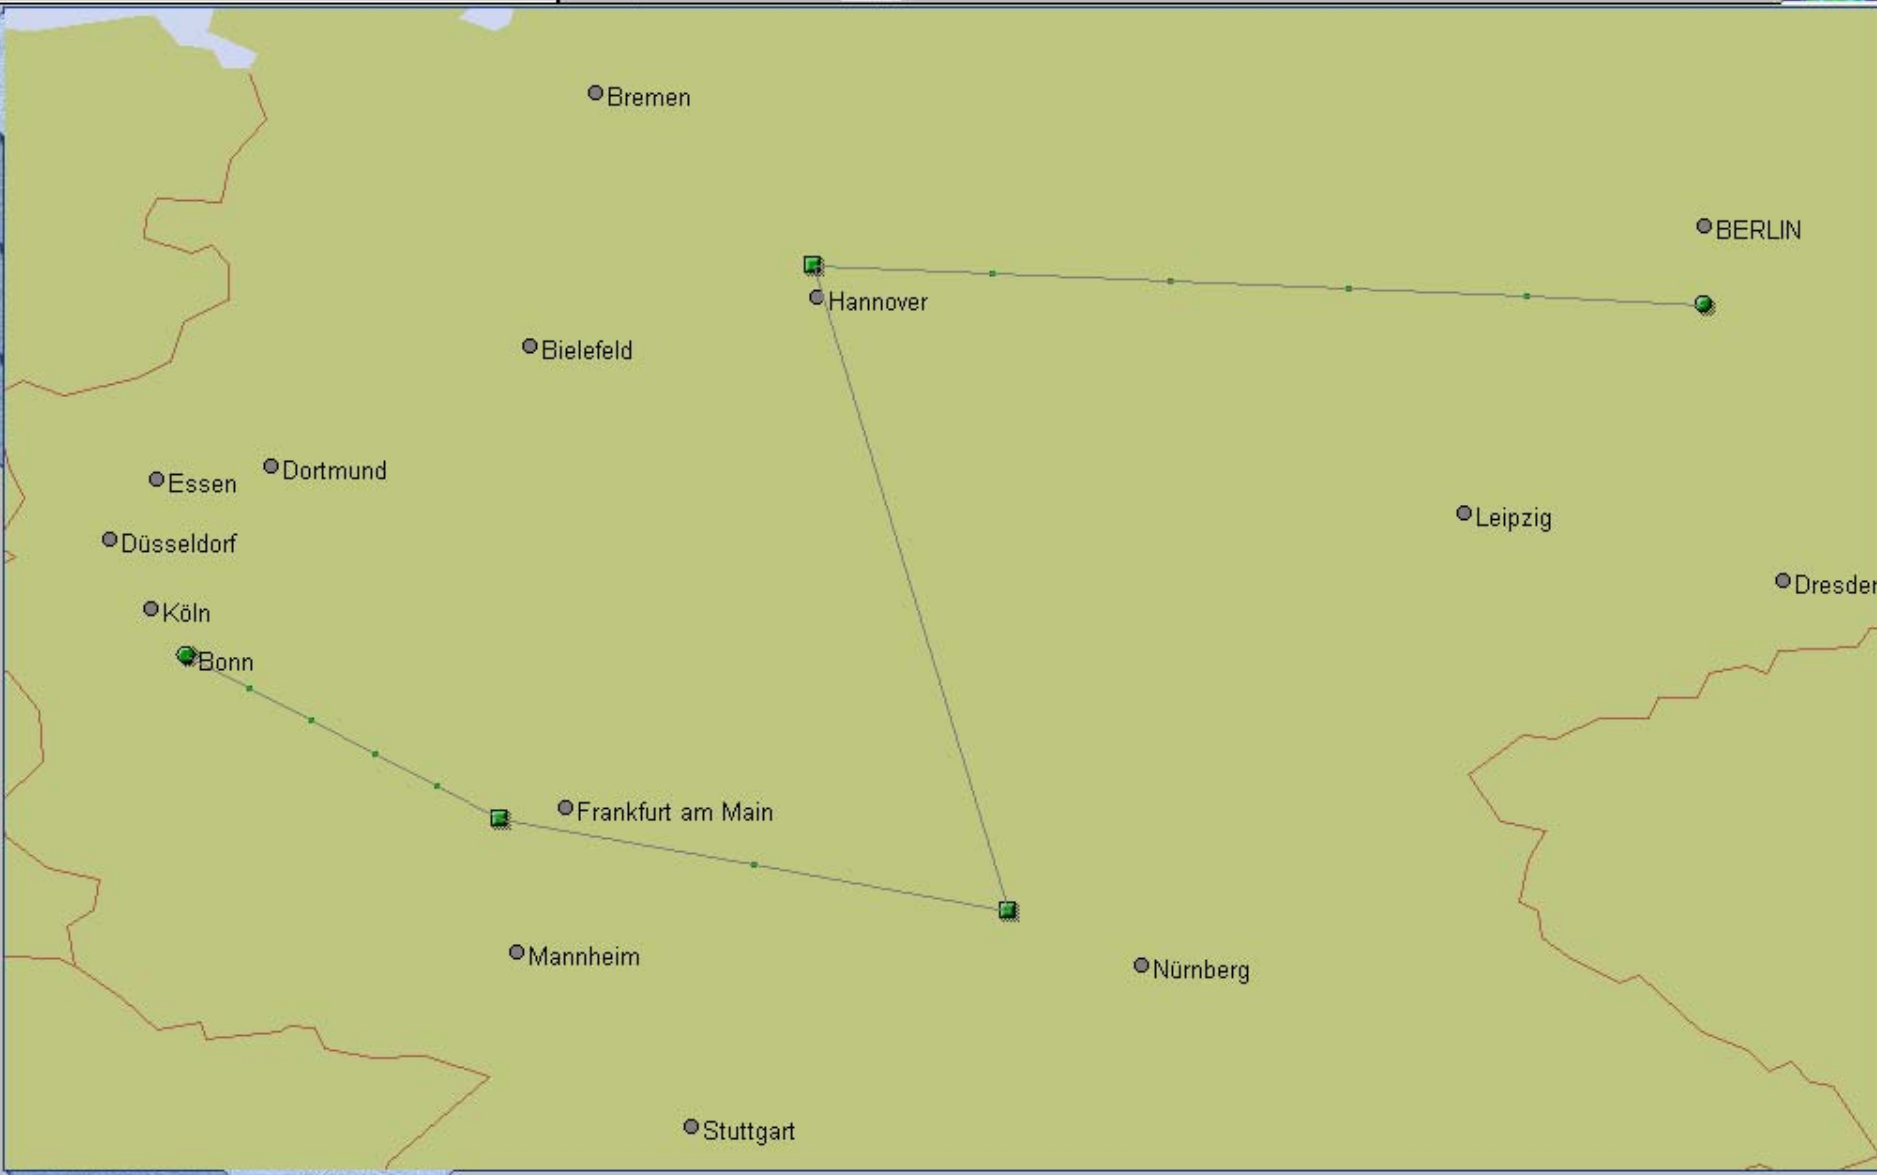 Bremen
BERLIN
Hannover
Bielefeld
Dortmund
Essen
Leipzig
Düsseldorf
Dresden
Köln
Bonn
Frankfurt am Main
Mannheim
Nürnberg
Stuttgart